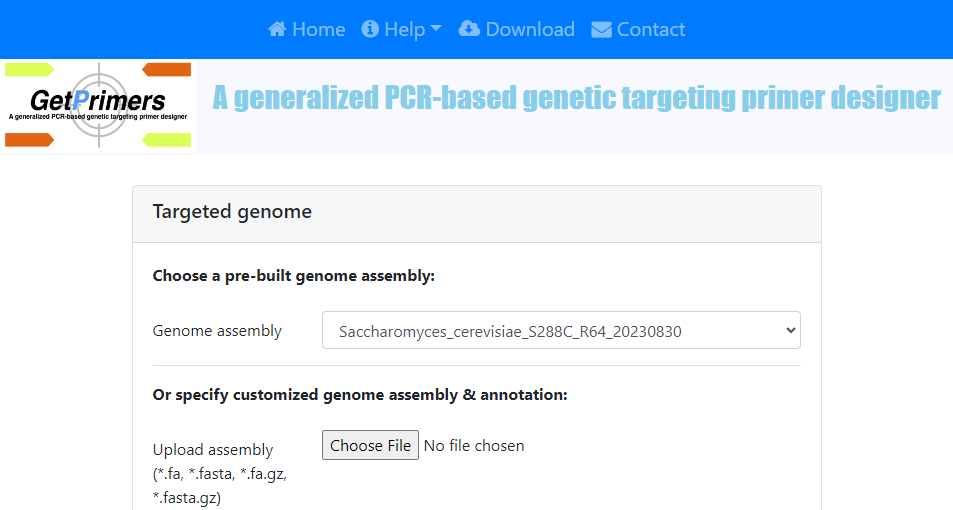 Home Help Download Contact
GetPrimers
A generalized PCR-based genetic targeting primer designer
A generalized PCR-based genetic targeting primer designer
Targeted genome
Choose a pre-built genome assembly:
Genome assembly Saccharomyces_cerevisiae_S288C_R64_20230830
Or specify customized genome assembly & annotation:
Upload assembly Choose File No file chosen
(*.fa, *.fasta, *.fa.gz,
*.fasta.gz)